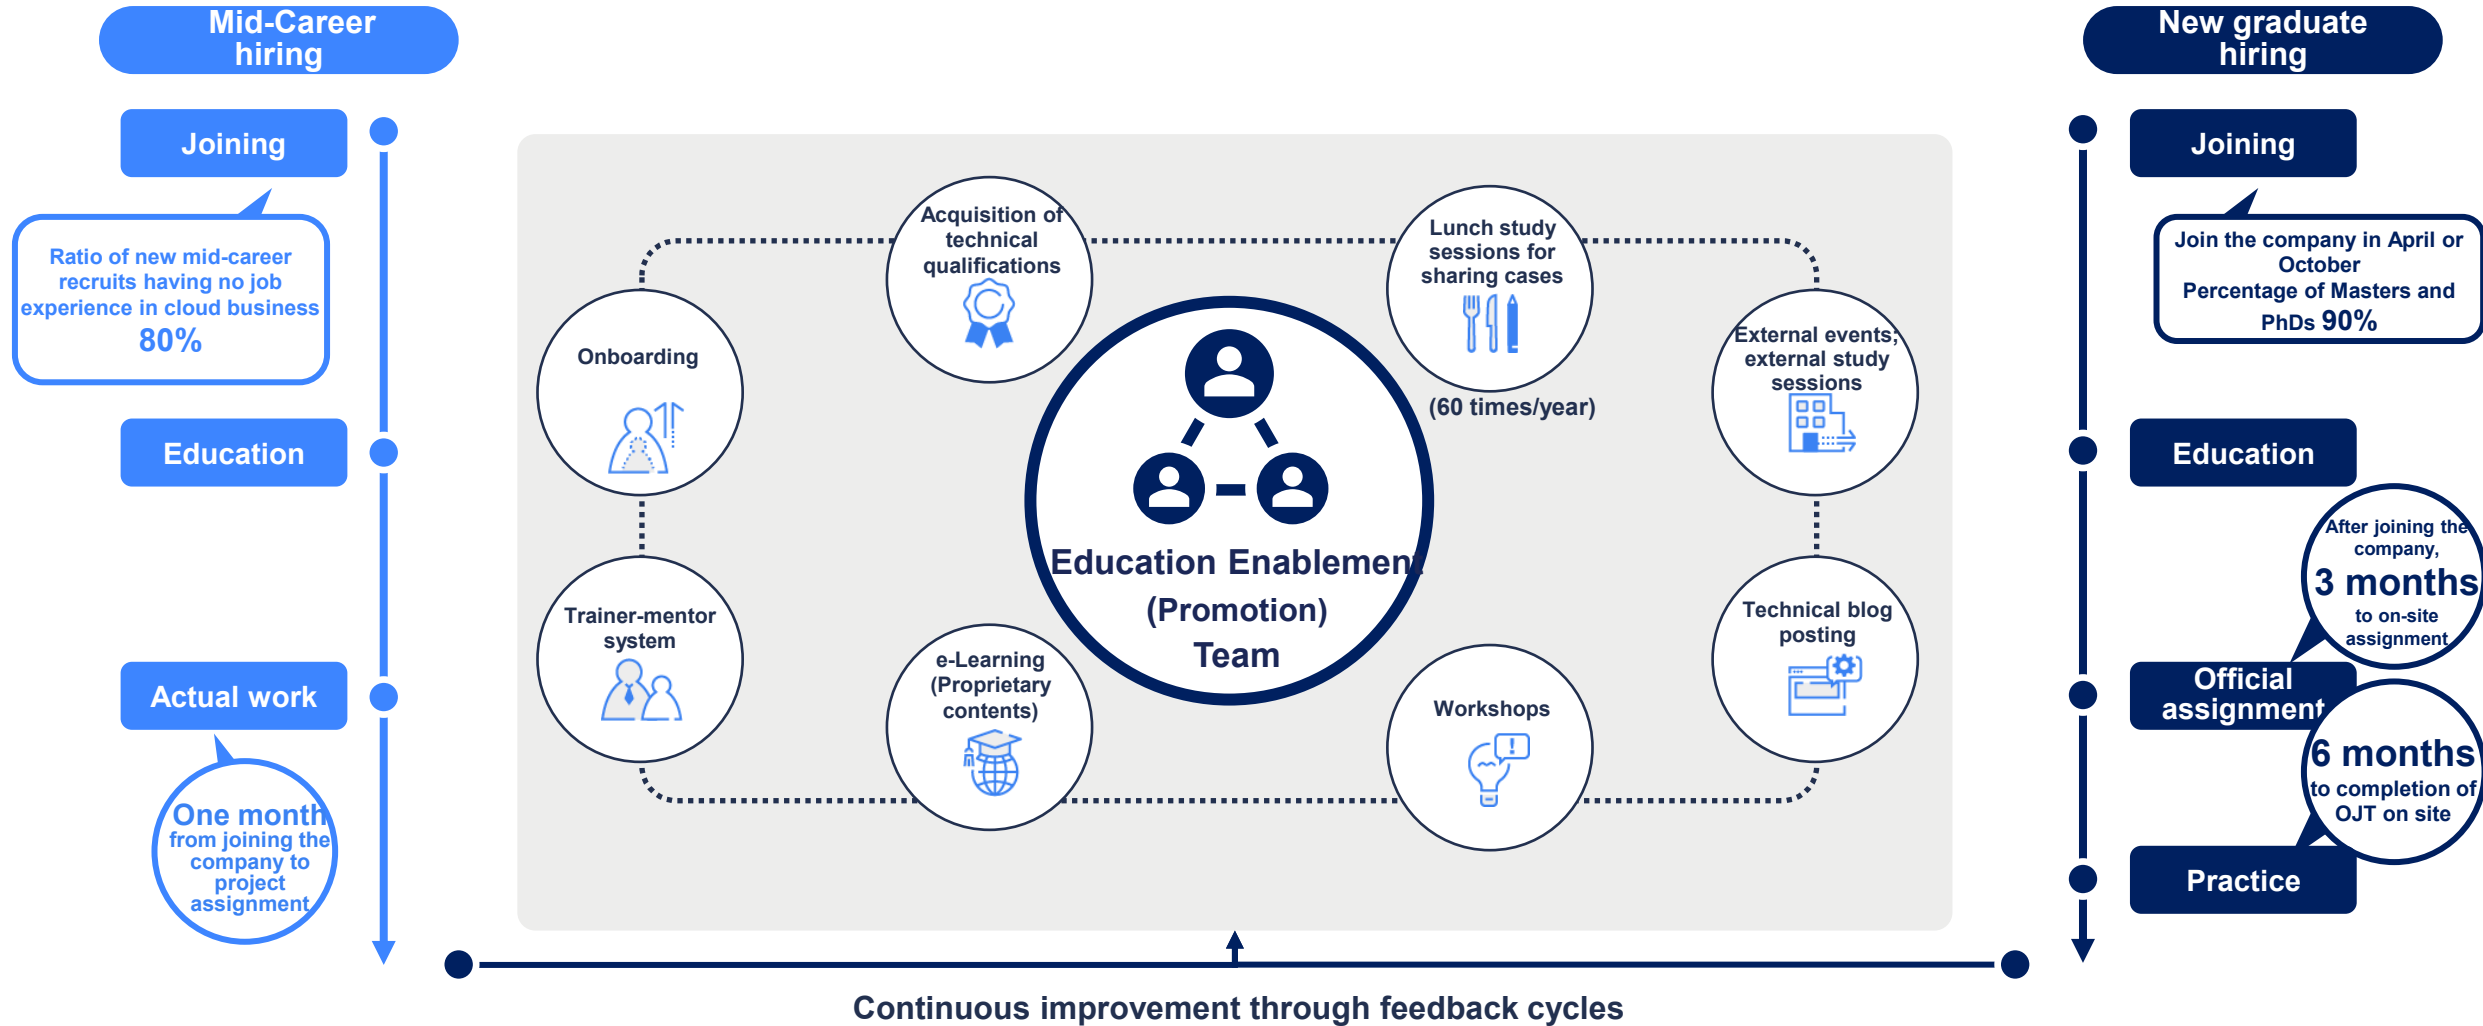 Mid-Career
hiring
Joining
Ratio of new mid-career
recruits having no job
experience in cloud business
80%
Education
Actual work
One month
from joining the
company to
project
assignment
Acquisition of
technical
qualifications
Lunch study
sessions for
sharing cases
(60 times/year)
Onboarding
External events;
external study
sessions
Education Enablement
(Promotion)
Team
Trainer-mentor
system
e-Learning
(Proprietary
contents)
Workshops
Technical blog
posting
Continuous improvement through feedback cycles
New graduate
hiring
Joining
Join the company in April or
October
Percentage of Masters and
PhDs 90%
Education
After joining the
company,
3 months
to on-site
assignment
Official
assignment
6 months
to completion of
OJT on site
Practice